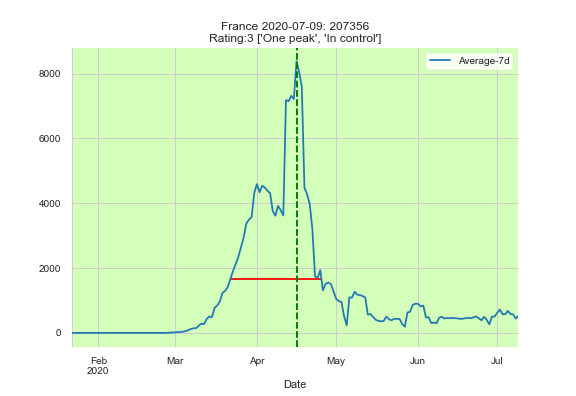 France 2020-07-09: 207356
Rating:3 ['One peak', 'In control']
Average-7d
8000
6000
4000
2000
0
Feb Mar Apr May Jun Jul
2020
Date